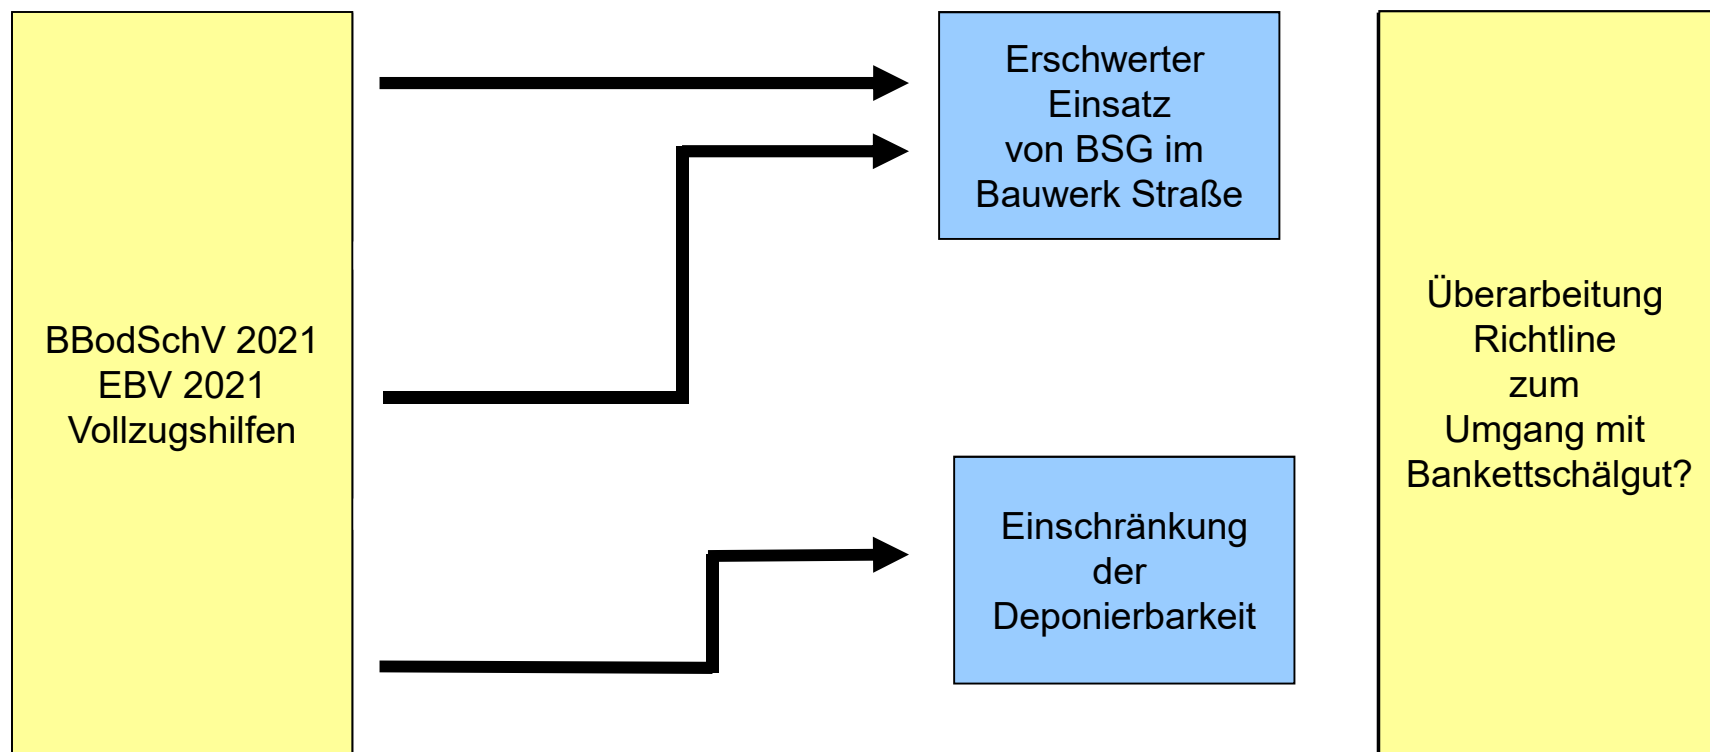 BBodSchV 2021
EBV 2021
Vollzugshilfen
Erschwerter
Einsatz
von BSG im
Bauwerk Straße
Einschränkung
der
Deponierbarkeit
Überarbeitung
Richtline
zum
Umgang mit
Bankettschälgut?